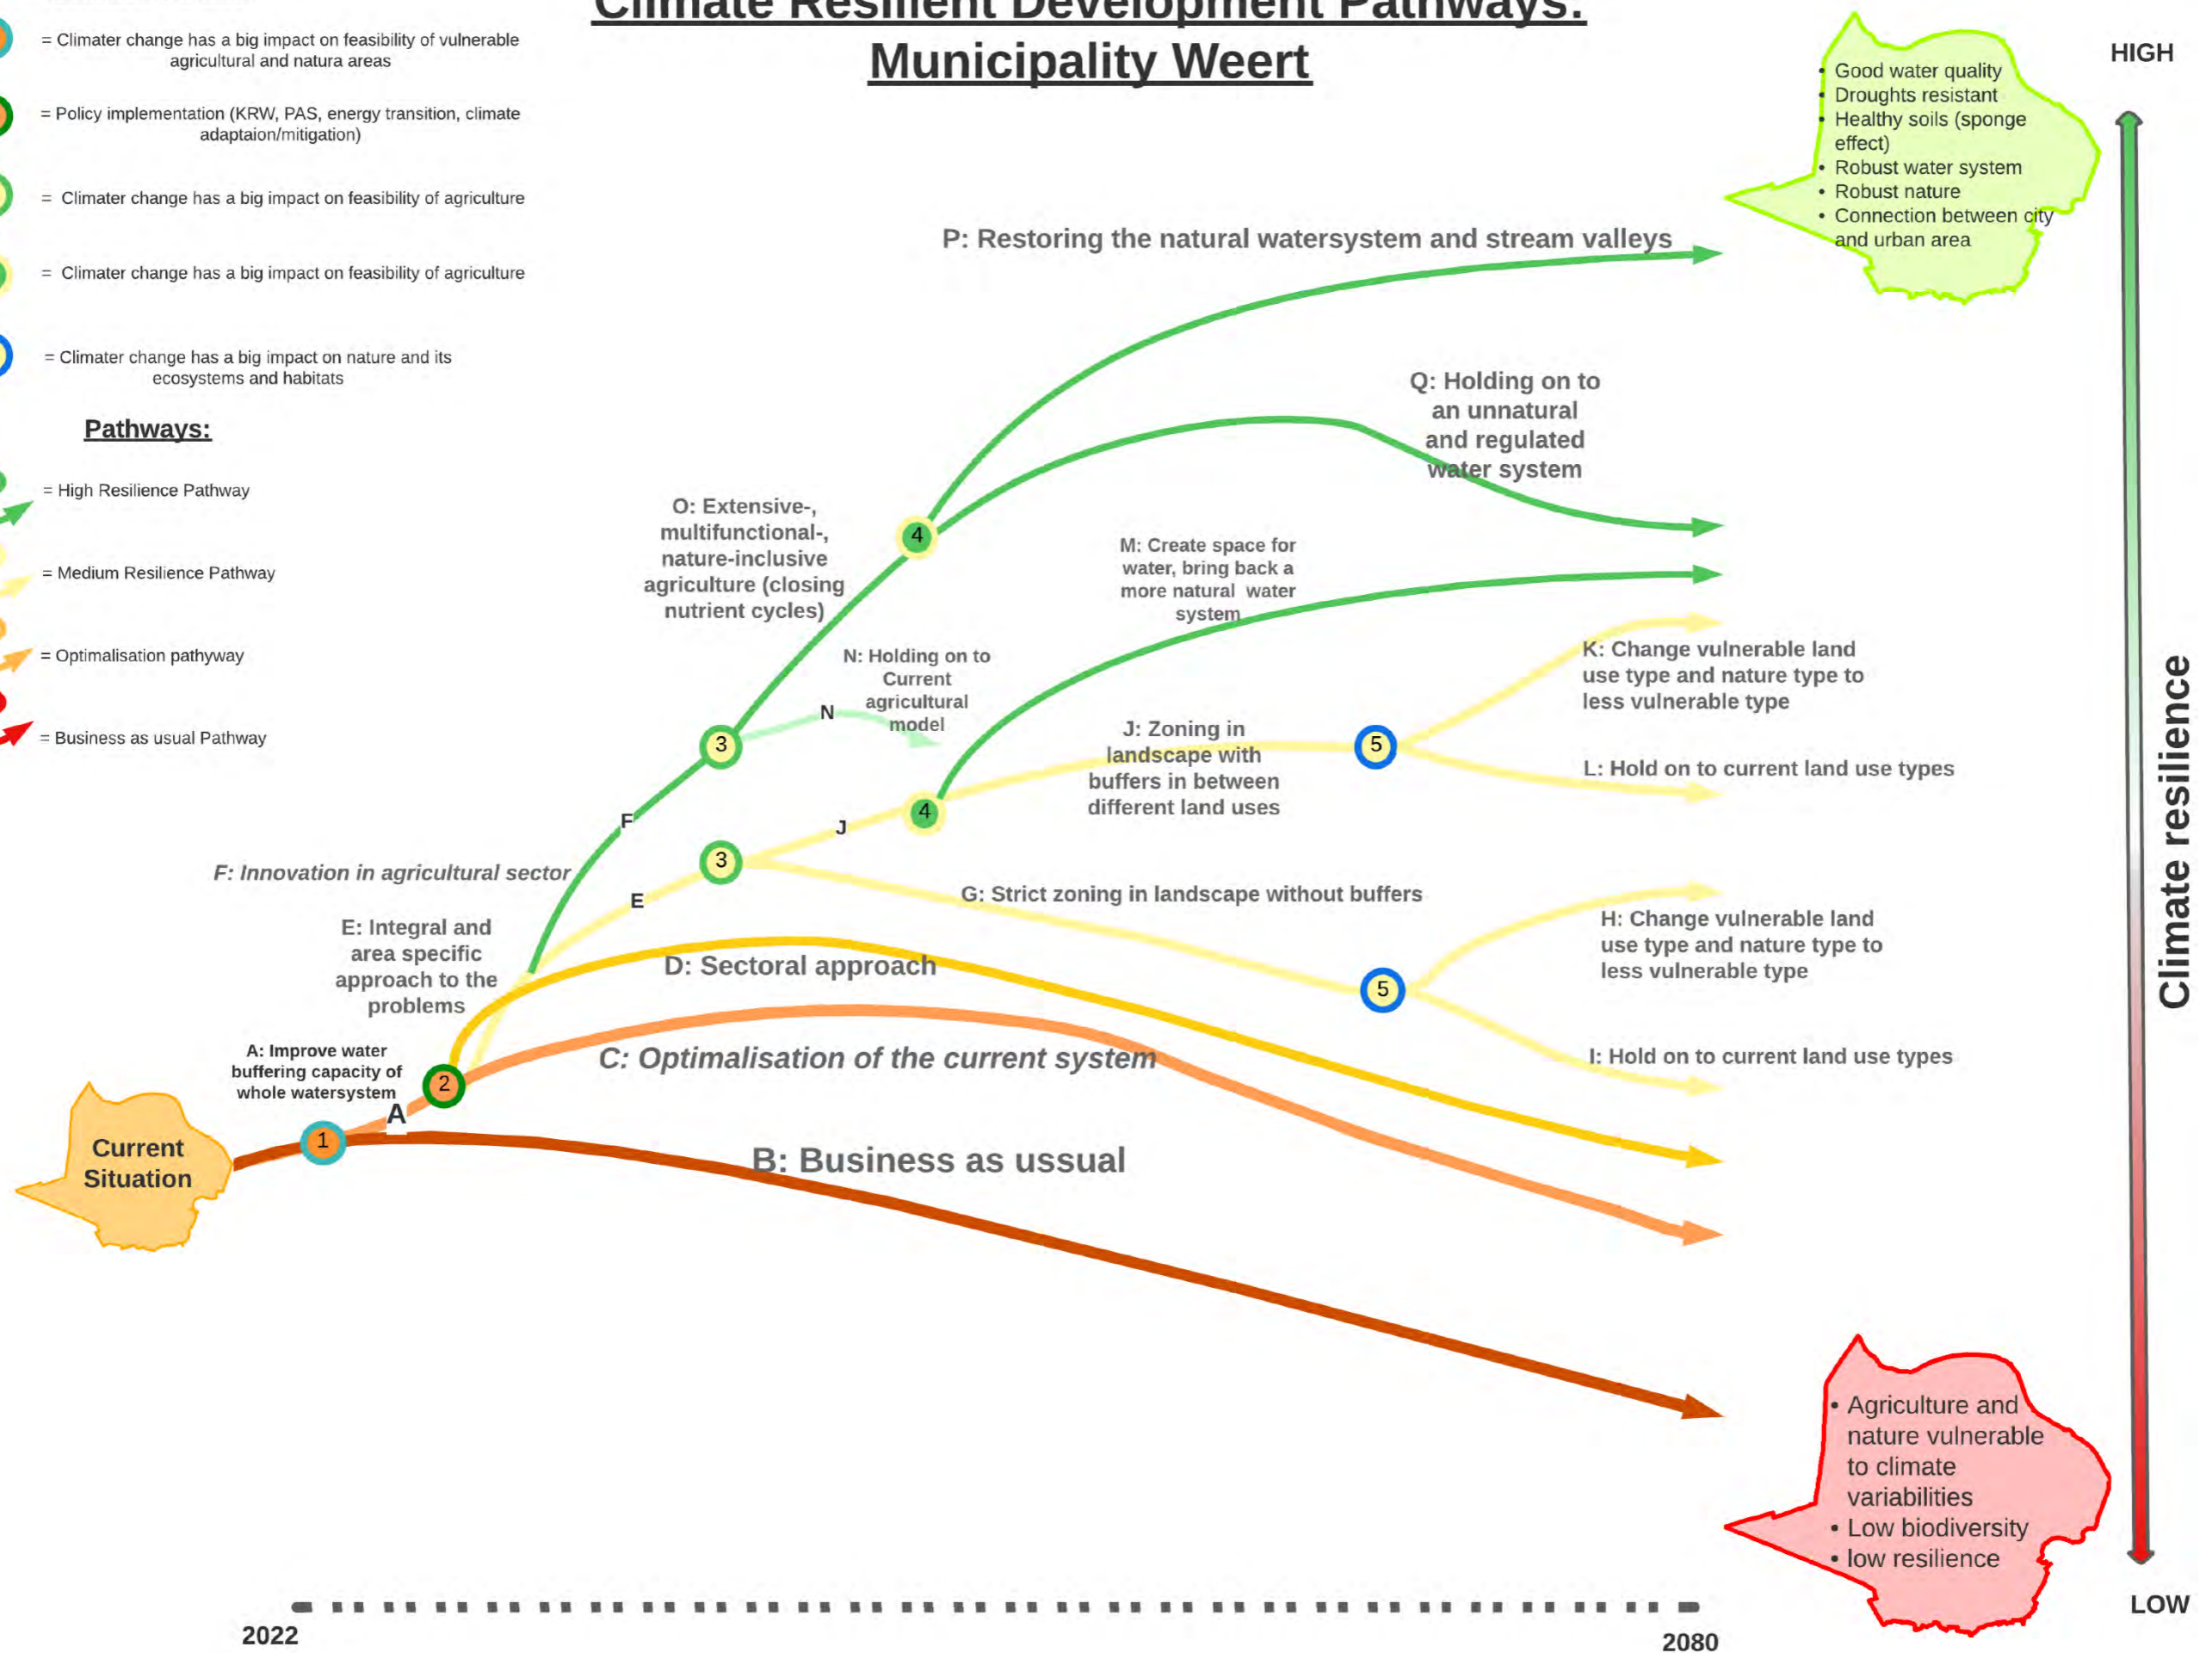 Climate Resilient Development Pathways:
Municipality Weert
= Climater change has a big impact on feasibility of vulnerable
agricultural and natura areas
= Policy implementation (KRW, PAS, energy transition, climate
adaptaion/mitigation)
= Climater change has a big impact on feasibility of agriculture
= Climater change has a big impact on feasibility of agriculture
= Climater change has a big impact on nature and its
ecosystems and habitats
Pathways:
= High Resilience Pathway
= Medium Resilience Pathway
= Optimalisation pathyway
= Business as usual Pathway
HIGH
• Good water quality
• Droughts resistant
• Healthy soils (sponge
effect)
• Robust water system
• Robust nature
• Connection between city
and urban area
P: Restoring the natural watersystem and stream valleys
Q: Holding on to
an unnatural
and regulated
water system
O: Extensive-,
multifunctional-,
nature-inclusive
agriculture (closing
nutrient cycles)
4
M: Create space for
water, bring back a
more natural water
system
N: Holding on to
Current
agricultural
model
N
3
K: Change vulnerable land
use type and nature type to
less vulnerable type
J: Zoning in
landscape with
buffers in between
different land uses
5
L: Hold on to current land use types
4
J
F
3
F: Innovation in agricultural sector
E
G: Strict zoning in landscape without buffers
E: Integral and
area specific
approach to the
problems
D: Sectoral approach
5
H: Change vulnerable land
use type and nature type to
less vulnerable type
A: Improve water
buffering capacity of
whole watersystem
A
2
C: Optimalisation of the current system
I: Hold on to current land use types
Current
Situation
1
B: Business as ussual
Climate resilience
• Agriculture and
nature vulnerable
to climate
variabilities
• Low biodiversity
• low resilience
LOW
2022
2080